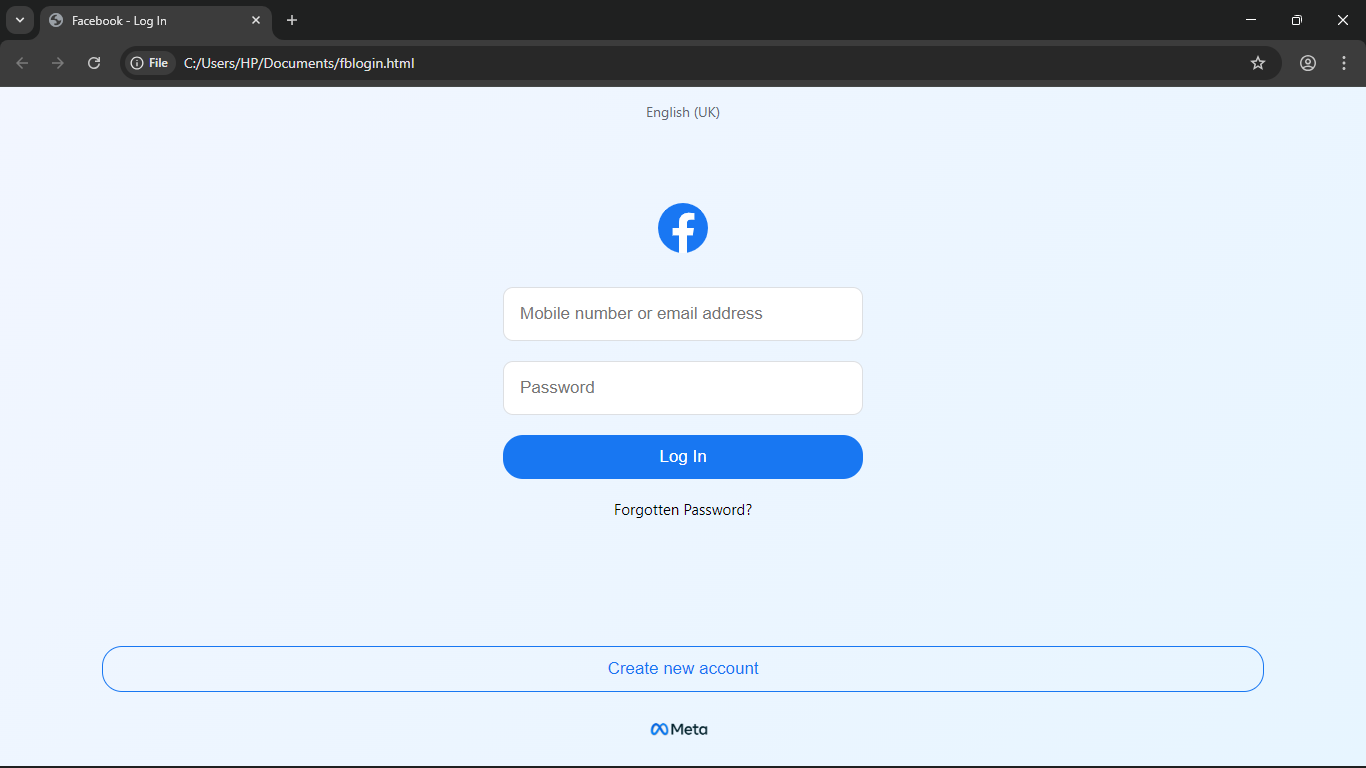 Facebook - Log In
File C:/Users/HP/Documents/fblogin.html
English (UK)
Mobile number or email address
Password
Log In
Forgotten Password?
Create new account
Meta